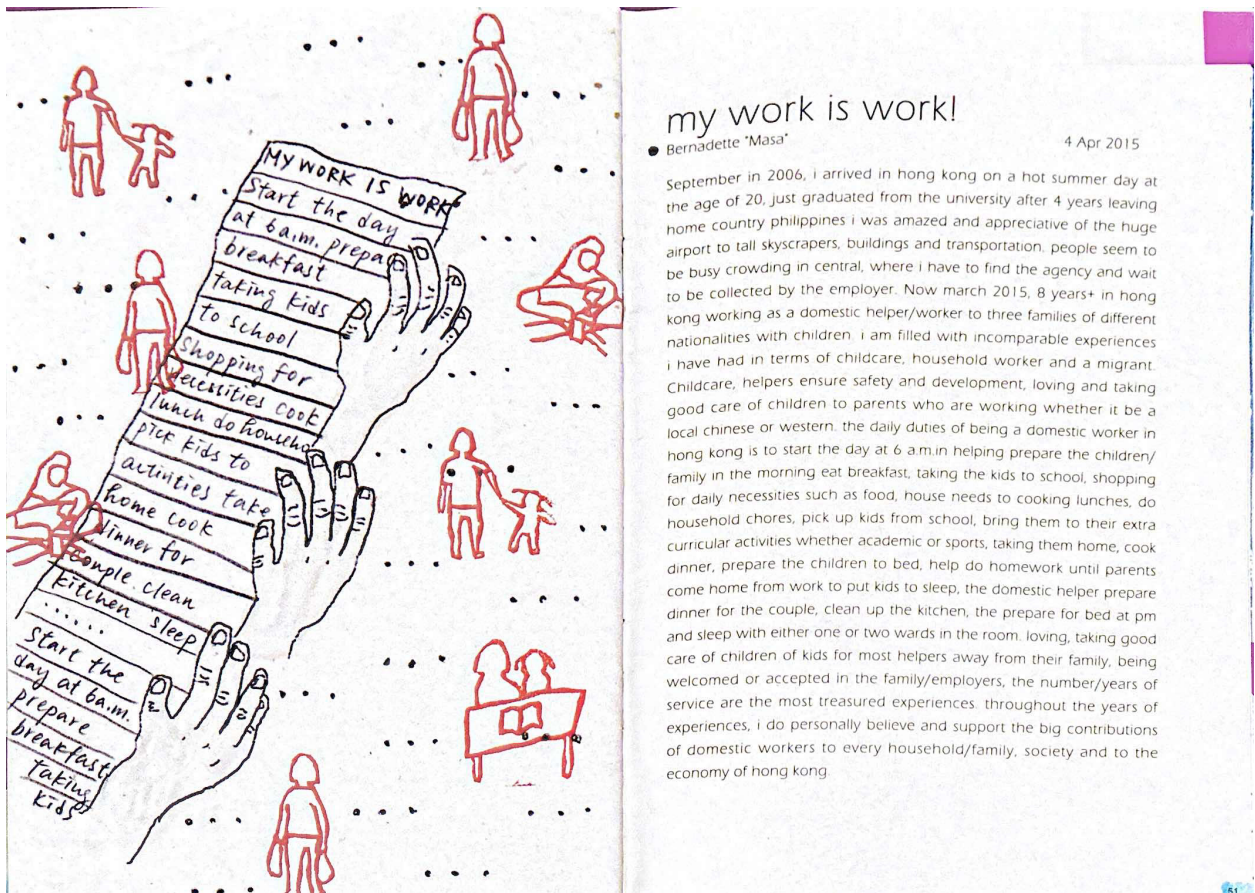 MY WORK IS WORK
Start the day
at 6a.m. prepa
breakfast
taking kids
to school
Shopping for
necessities cook
lunch do househo
pick kids to
activities take
home cook
dinner for
couple clean
kitchen sleep
......
Start the
day at 6a.m.
prepare
breakfast
taking
kids
my work is work!
Bernadette "Masa"
4 Apr 2015
September in 2006, i arrived in hong kong on a hot summer day at
the age of 20, just graduated from the university after 4 years leaving
home country philippines i was amazed and appreciative of the huge
airport to tall skyscrapers, buildings and transportation. people seem to
be busy crowding in central, where i have to find the agency and wait
to be collected by the employer. Now march 2015, 8 years+ in hong
kong working as a domestic helper/worker to three families of different
nationalities with children. i am filled with incomparable experiences
i have had in terms of childcare, household worker and a migrant.
Childcare, helpers ensure safety and development, loving and taking
good care of children to parents who are working whether it be a
local chinese or western. the daily duties of being a domestic worker in
hong kong is to start the day at 6 a.m.in helping prepare the children/
family in the morning eat breakfast, taking the kids to school, shopping
for daily necessities such as food, house needs to cooking lunches, do
household chores, pick up kids from school, bring them to their extra
curricular activities whether academic or sports, taking them home, cook
dinner, prepare the children to bed, help do homework until parents
come home from work to put kids to sleep, the domestic helper prepare
dinner for the couple, clean up the kitchen, the prepare for bed at pm
and sleep with either one or two wards in the room. loving, taking good
care of children of kids for most helpers away from their family, being
welcomed or accepted in the family/employers, the number/years of
service are the most treasured experiences. throughout the years of
experiences, i do personally believe and support the big contributions
of domestic workers to every household/family, society and to the
economy of hong kong.
51